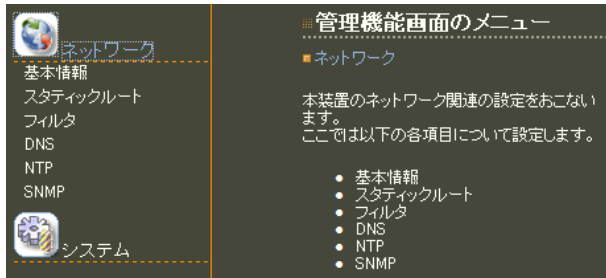 ネットワーク
基本情報
スタティックルート
フィルタ
DNS
NTP
SNMP
システム
管理機能画面のメニュー
ネットワーク
本装置のネットワーク関連の設定をおこない
ます。
ここでは以下の各項目について設定します。
基本情報
スタティックルート
フィルタ
DNS
NTP
SNMP